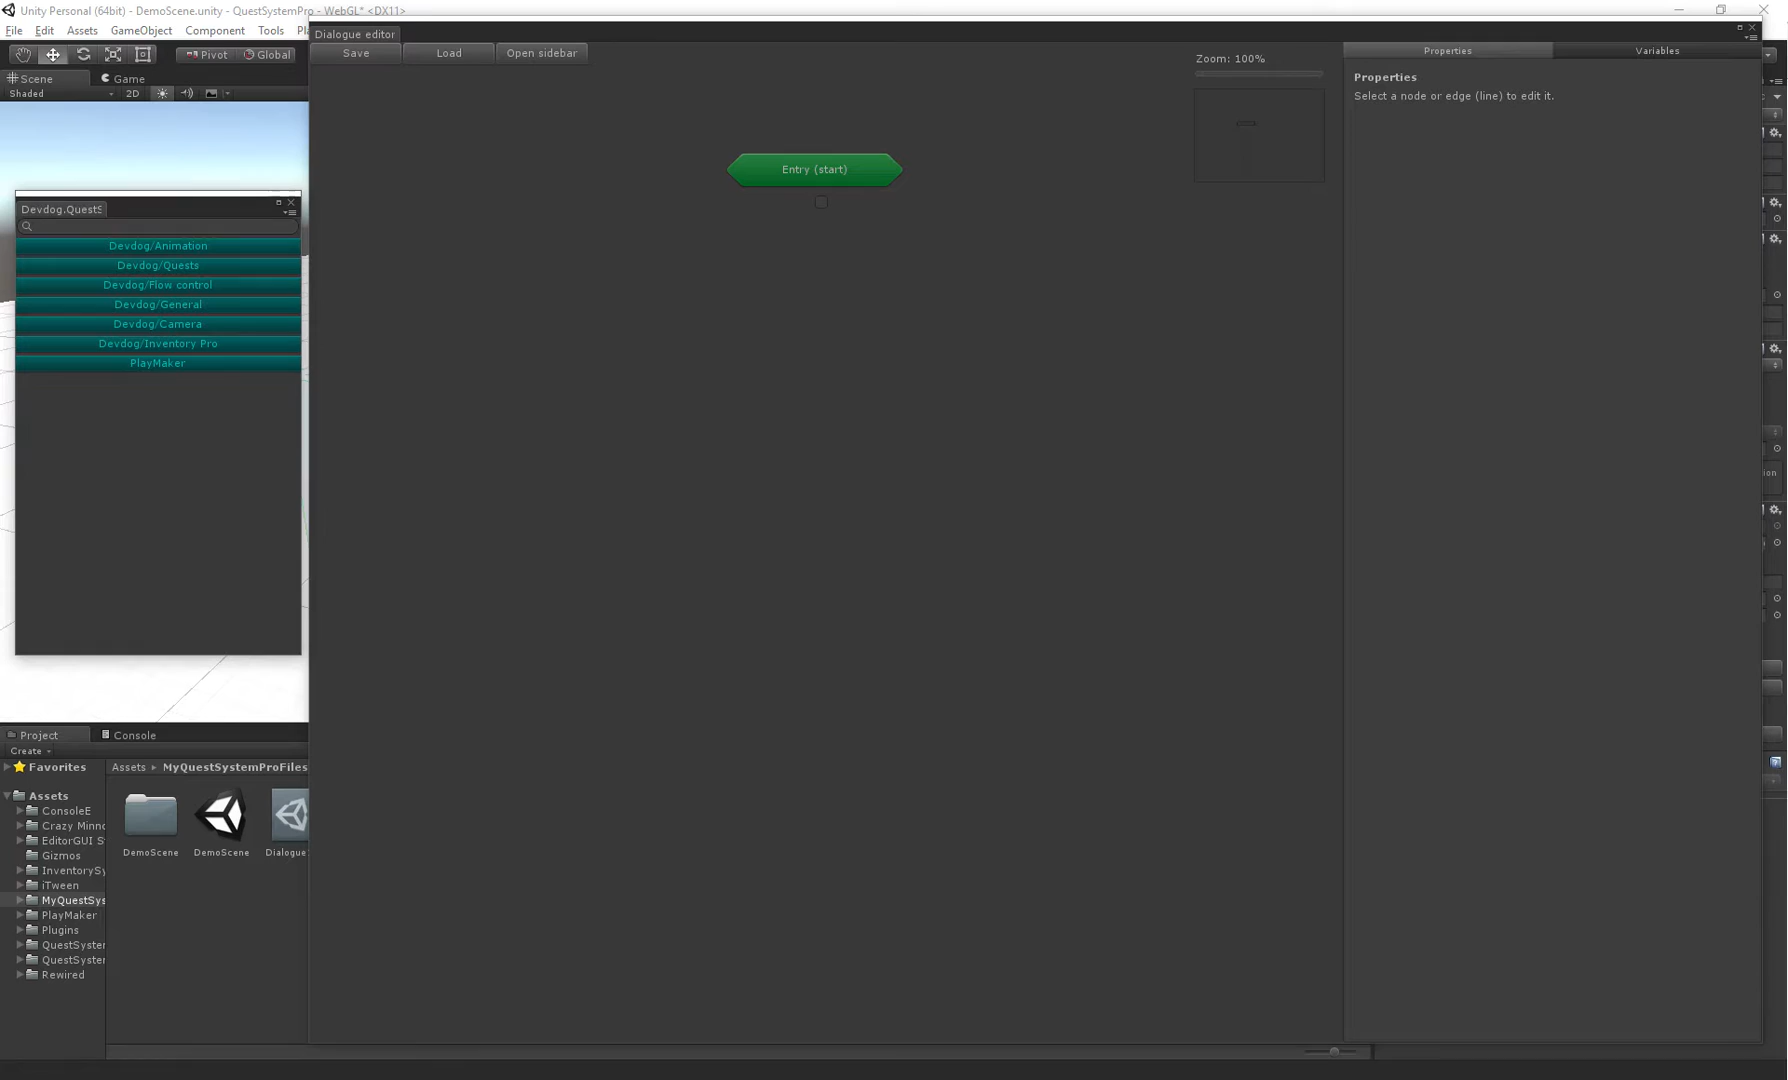 Unity Personal (64bit) - DemoScene.unity - QuestSystemPro - WebGL* <DX11>
File Edit Assets GameObject Component Tools
Dialogue editor
Save Load Open sidebar
Pivot Global
Zoom: 100%
Properties Variables
Scene Game
Shaded 2D
Properties
Select a node or edge (line) to edit it.
Entry (start)
Devdog.QuestS
Devdog/Animation
Devdog/Quests
Devdog/Flow control
Devdog/General
Devdog/Camera
Devdog/Inventory Pro
PlayMaker
Project Console
Create
Favorites
Assets MyQuestSystemProFiles
Assets
ConsoleE
Crazy Minno
EditorGUI S
Gizmos
InventorySy
iTween
MyQuestSys
PlayMaker
Plugins
QuestSyster
QuestSyster
Rewired
DemoScene DemoScene Dialogue